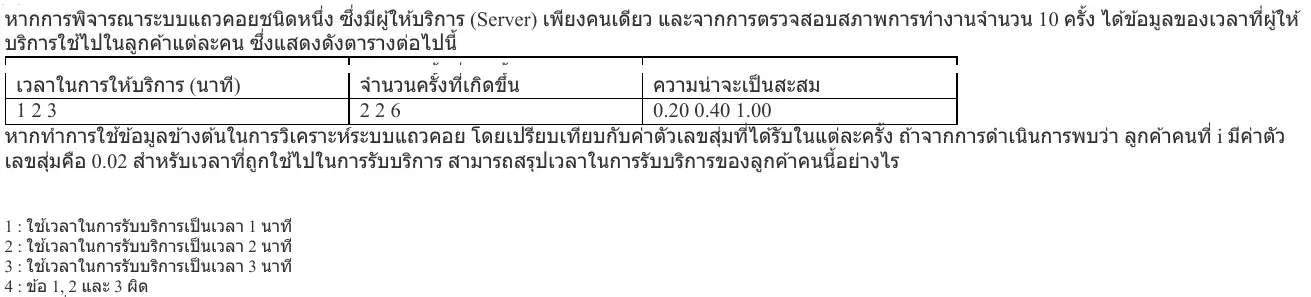 หากการพิจารณาระบบแถวคอยชนิดหนึ่ง ซึ่งมีผู้ให้บริการ (Server) เพียงคนเดียว และจากการตรวจสอบสภาพการทำงานจำนวน 10 ครั้ง ได้ข้อมูลของเวลาที่ผู้ให้
บริการใช้ไปในลูกค้าแต่ละคน ซึ่งแสดงดังตารางต่อไปนี้
เวลาในการให้บริการ (นาที) จำนวนครั้งที่เกิดขึ้น ความน่าจะเป็นสะสม
1 2 3 2 2 6 0.20 0.40 1.00
หากทำการใช้ข้อมูลข้างต้นในการวิเคราะห์ระบบแถวคอย โดยเปรียบเทียบกับค่าตัวเลขสุ่มที่ได้รับในแต่ละครั้ง ถ้าจากการดำเนินการพบว่า ลูกค้าคนที่ i มีค่าตัว
เลขสุ่มคือ 0.02 สำหรับเวลาที่ถูกใช้ไปในการรับบริการ สามารถสรุปเวลาในการรับบริการของลูกค้าคนนี้อย่างไร
1 : ใช้เวลาในการรับบริการเป็นเวลา 1 นาที
2 : ใช้เวลาในการรับบริการเป็นเวลา 2 นาที
3 : ใช้เวลาในการรับบริการเป็นเวลา 3 นาที
4 : ข้อ 1, 2 และ 3 ผิด